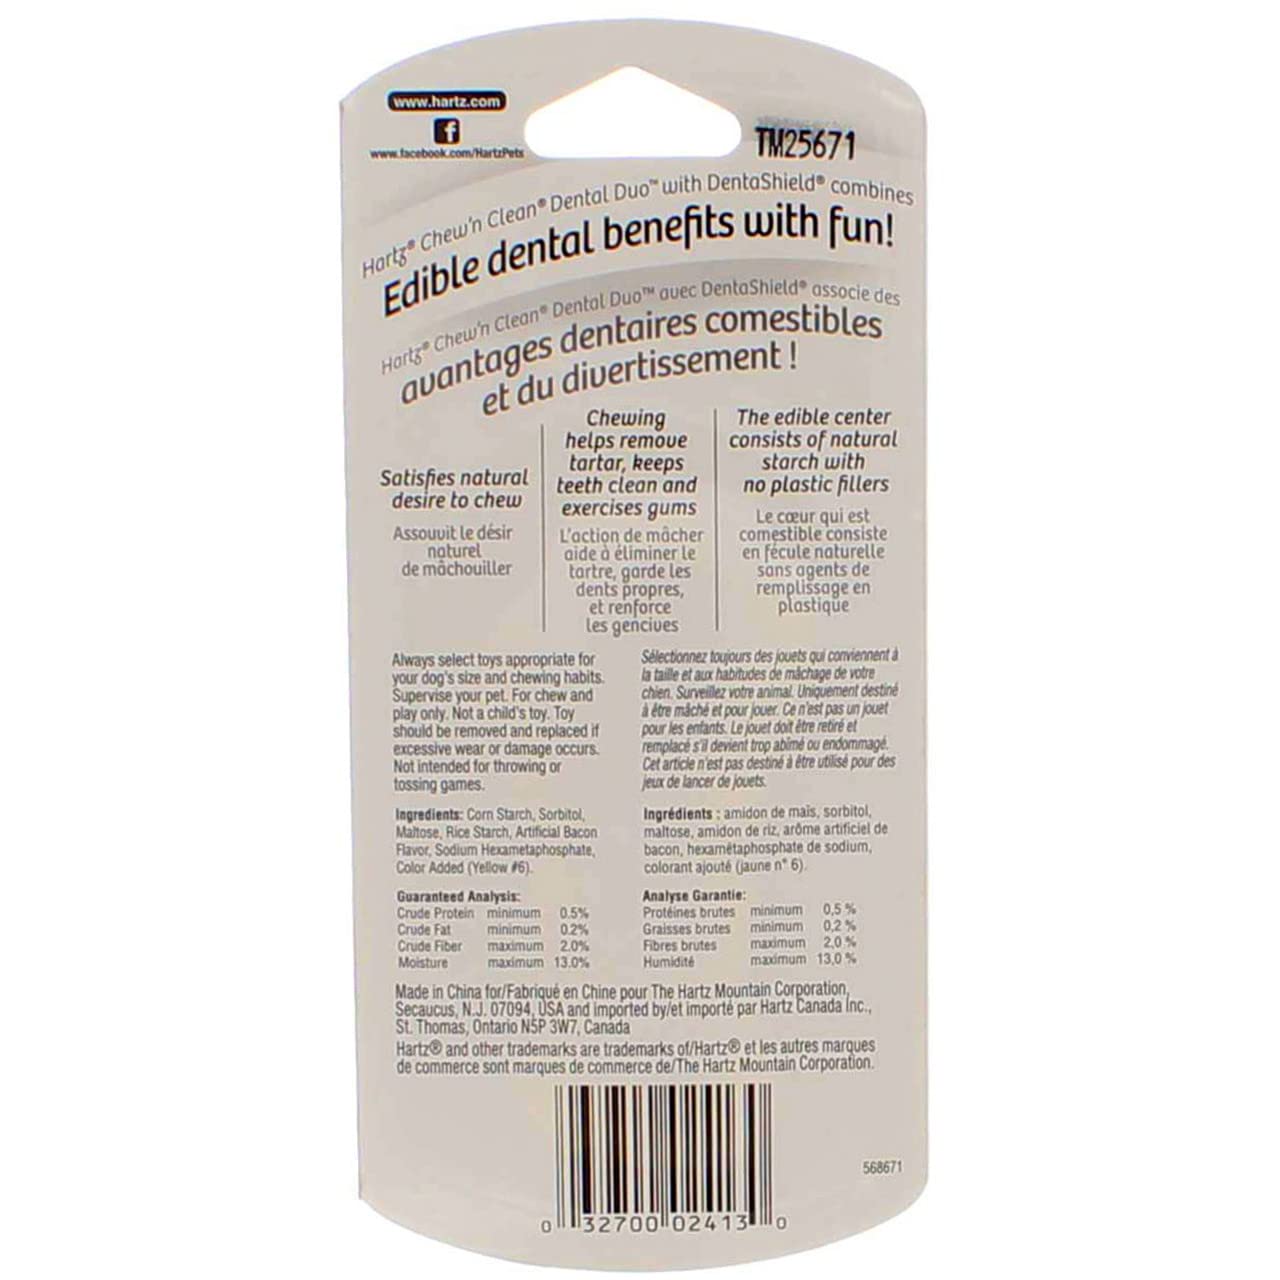 www.hartz.com
f
www.facebook.com/HartzPets
TM25671
Hartz® Chew'n Clean® Dental Duo™ with DentaShield® combines
Edible dental benefits with fun!
Hartz® Chew'n Clean® Dental Duo™ avec DentaShield® associe des
avantages dentaires comestibles
et du divertissement !
Satisfies natural
desire to chew
Assouvit le désir
naturel
de mâchouiller
Chewing
helps remove
tartar, keeps
teeth clean and
exercises gums
L'action de mâcher
aide à éliminer le
tartre, garde les
dents propres,
et renforce
les gencives
The edible center
consists of natural
starch with
no plastic fillers
Le cœur qui est
comestible consiste
en fécule naturelle
sans agents de
remplissage en
plastique
Always select toys appropriate for
your dog's size and chewing habits.
Supervise your pet. For chew and
play only. Not a child's toy. Toy
should be removed and replaced if
excessive wear or damage occurs.
Not intended for throwing or
tossing games.
Sélectionnez toujours des jouets qui conviennent à
la taille et aux habitudes de mâchage de votre
chien. Surveillez votre animal. Uniquement destiné
à être mâché et pour jouer. Ce n'est pas un jouet
pour les enfants. Le jouet doit être retiré et
remplacé s'il devient trop abîmé ou endommagé.
Cet article n'est pas destiné à être utilisé pour des
jeux de lancer de jouets.
Ingredients: Corn Starch, Sorbitol,
Maltose, Rice Starch, Artificial Bacon
Flavor, Sodium Hexametaphosphate,
Color Added (Yellow #6).
Ingrédients : amidon de maïs, sorbitol,
maltose, amidon de riz, arôme artificiel de
bacon, hexamétaphosphate de sodium,
colorant ajouté (jaune n° 6).
Guaranteed Analysis:
Crude Protein minimum 0.5%
Crude Fat minimum 0.2%
Crude Fiber maximum 2.0%
Moisture maximum 13.0%
Analyse Garantie:
Protéines brutes minimum 0,5 %
Graisses brutes minimum 0,2 %
Fibres brutes maximum 2,0 %
Humidité maximum 13,0 %
Made in China for/Fabriqué en Chine pour The Hartz Mountain Corporation,
Secaucus, N.J. 07094, USA and imported by/et importé par Hartz Canada Inc.,
St. Thomas, Ontario N5P 3W7, Canada
Hartz® and other trademarks are trademarks of/Hartz® et les autres marques
de commerce sont marques de commerce de/The Hartz Mountain Corporation.
568671
0 32700 02413 0